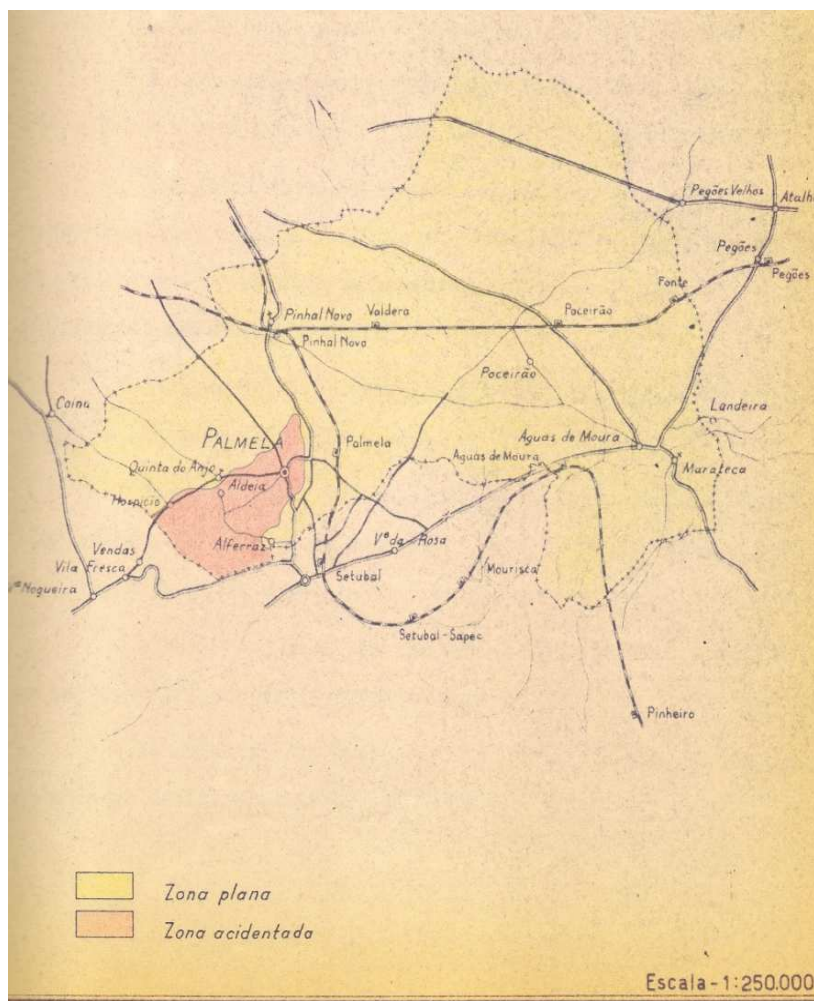 Pegões Velhos
Atalh
Pegões
Pegões
Fonte
Pinhal Novo
Valdera
Poceirão
Pinhal Novo
Poceirão
Coina
Landeira
PALMELA
Palmela
Aguas de Moura
Quinta do Anjo
Aguas de Moura
Aldeia
Marateca
Hospicio
Alferraz
Vª da Rosa
Vendas
Vila Fresca
Setubal
Mourisca
Nogueira
Setubal - Sapec
Pinheiro
Zona plana
Zona acidentada
Escala - 1:250.000